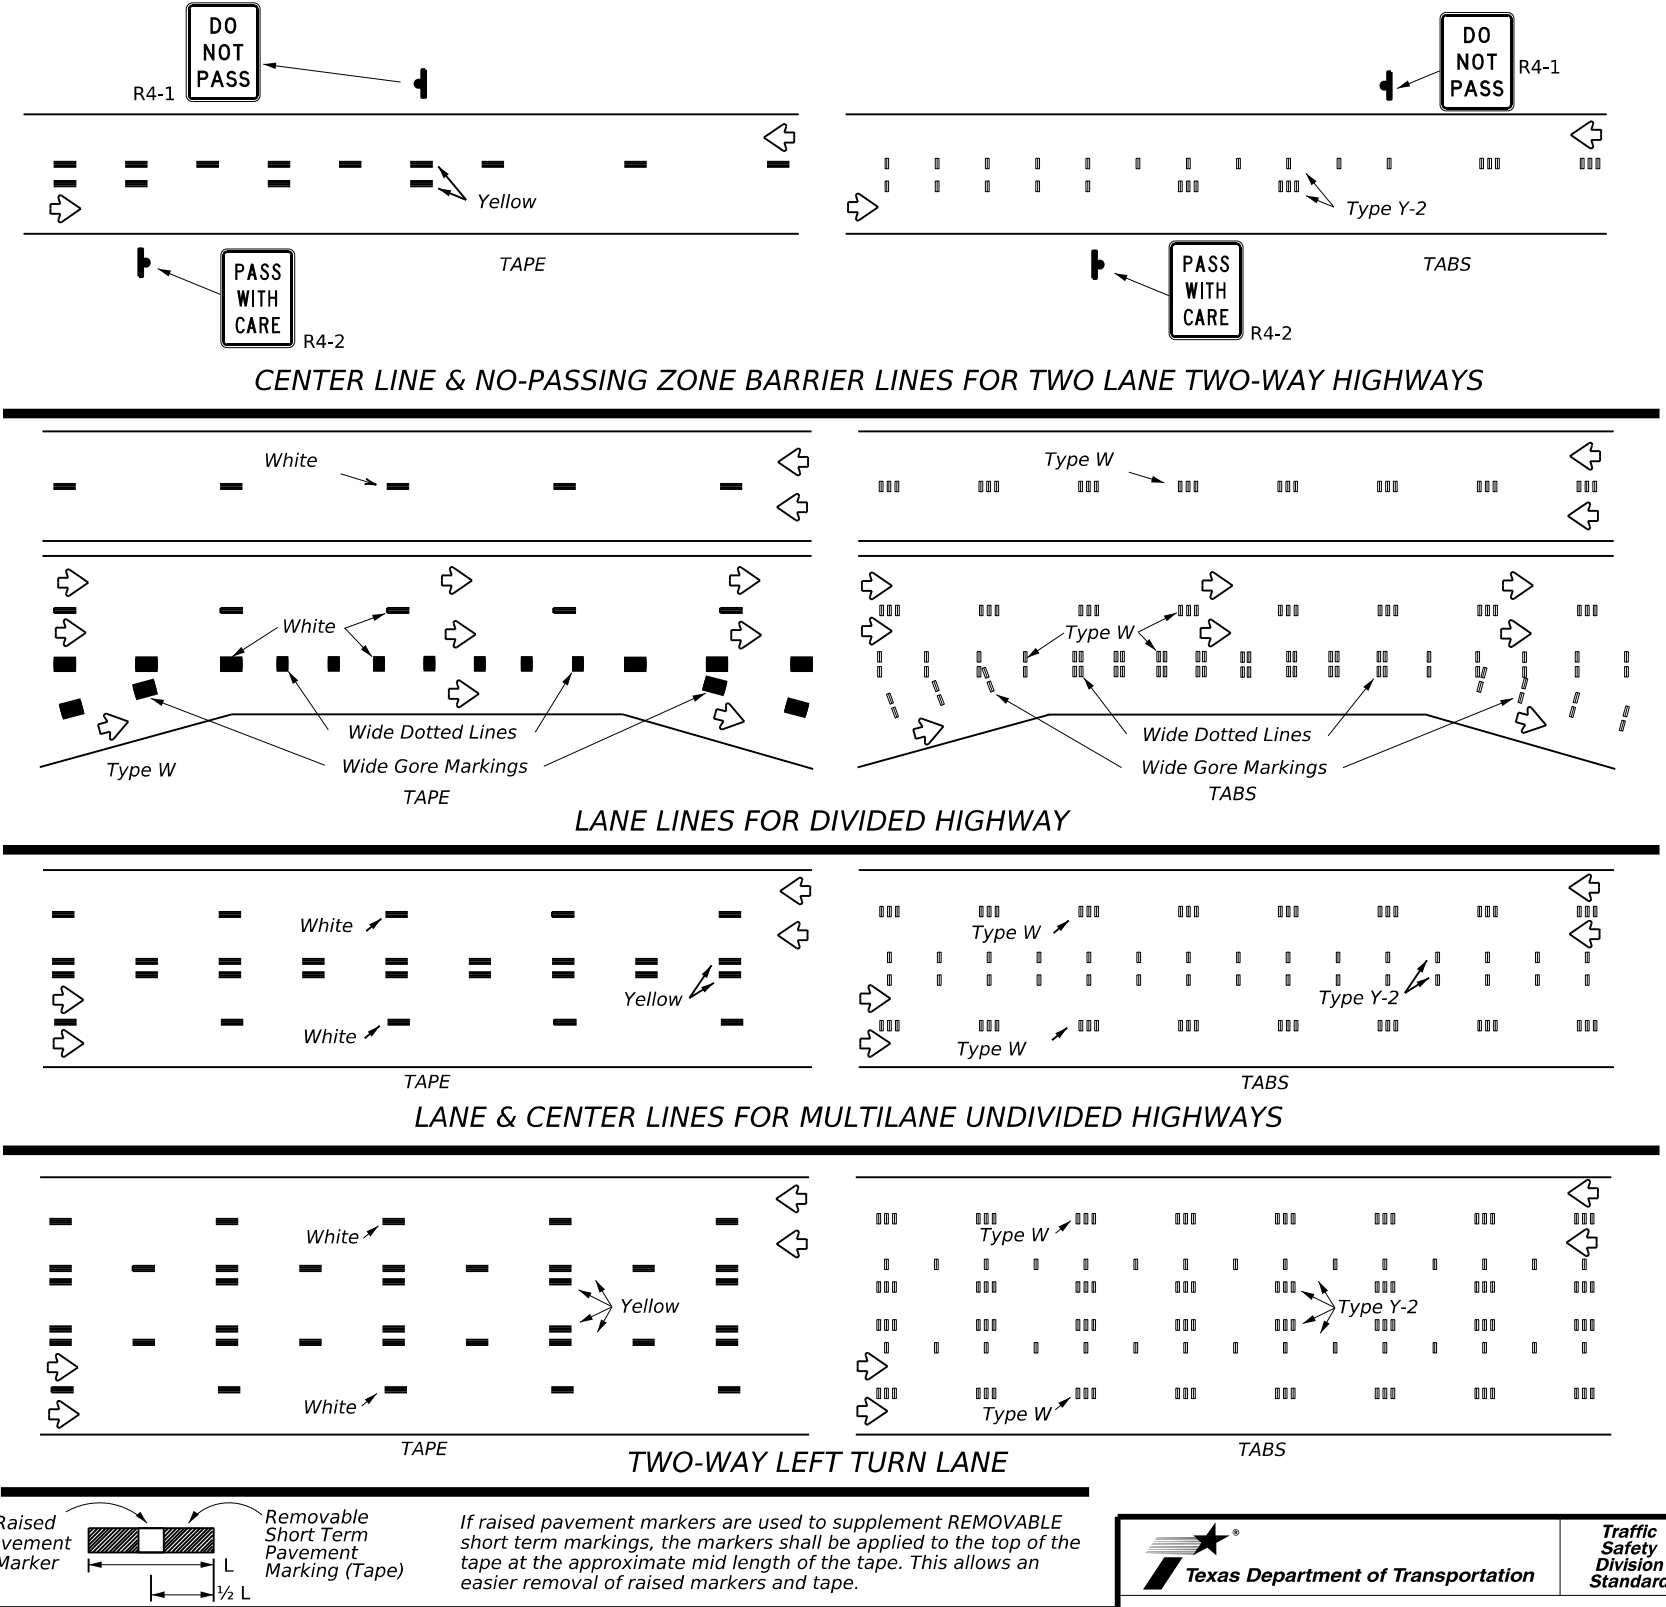 DO
NOT
PASS
R4-1
DO
NOT
PASS
R4-1
Yellow
Type Y-2
PASS
WITH
CARE
R4-2
TAPE
PASS
WITH
CARE
R4-2
TABS
CENTER LINE & NO-PASSING ZONE BARRIER LINES FOR TWO LANE TWO-WAY HIGHWAYS
White
Type W
White
Type W
Wide Dotted Lines
Wide Gore Markings
Type W
TAPE
Wide Dotted Lines
Wide Gore Markings
TABS
LANE LINES FOR DIVIDED HIGHWAY
White
Yellow
White
TAPE
Type W
Type Y-2
Type W
TABS
LANE & CENTER LINES FOR MULTILANE UNDIVIDED HIGHWAYS
White
Yellow
White
TAPE
Type W
Type Y-2
Type W
TABS
TWO-WAY LEFT TURN LANE
Raised
vement
Marker
L
½ L
Removable
Short Term
Pavement
Marking (Tape)
If raised pavement markers are used to supplement REMOVABLE
short term markings, the markers shall be applied to the top of the
tape at the approximate mid length of the tape. This allows an
easier removal of raised markers and tape.
®
Texas Department of Transportation
Traffic
Safety
Division
Standard